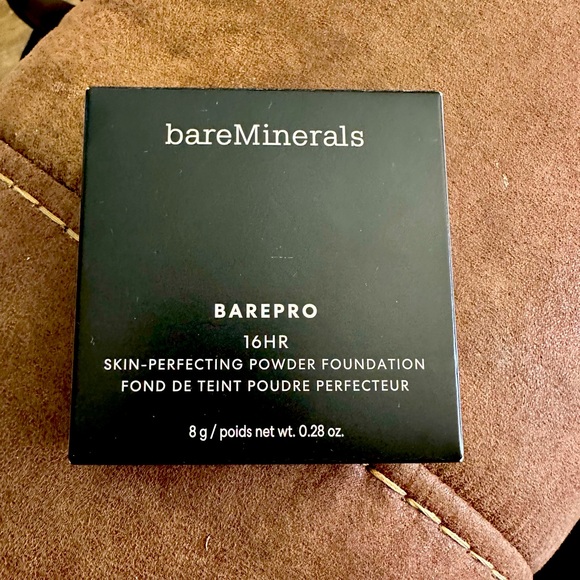 bareMinerals
BAREPRO
16HR
SKIN-PERFECTING POWDER FOUNDATION
FOND DE TEINT POUDRE PERFECTEUR
8 g / poids net wt. 0.28 oz.